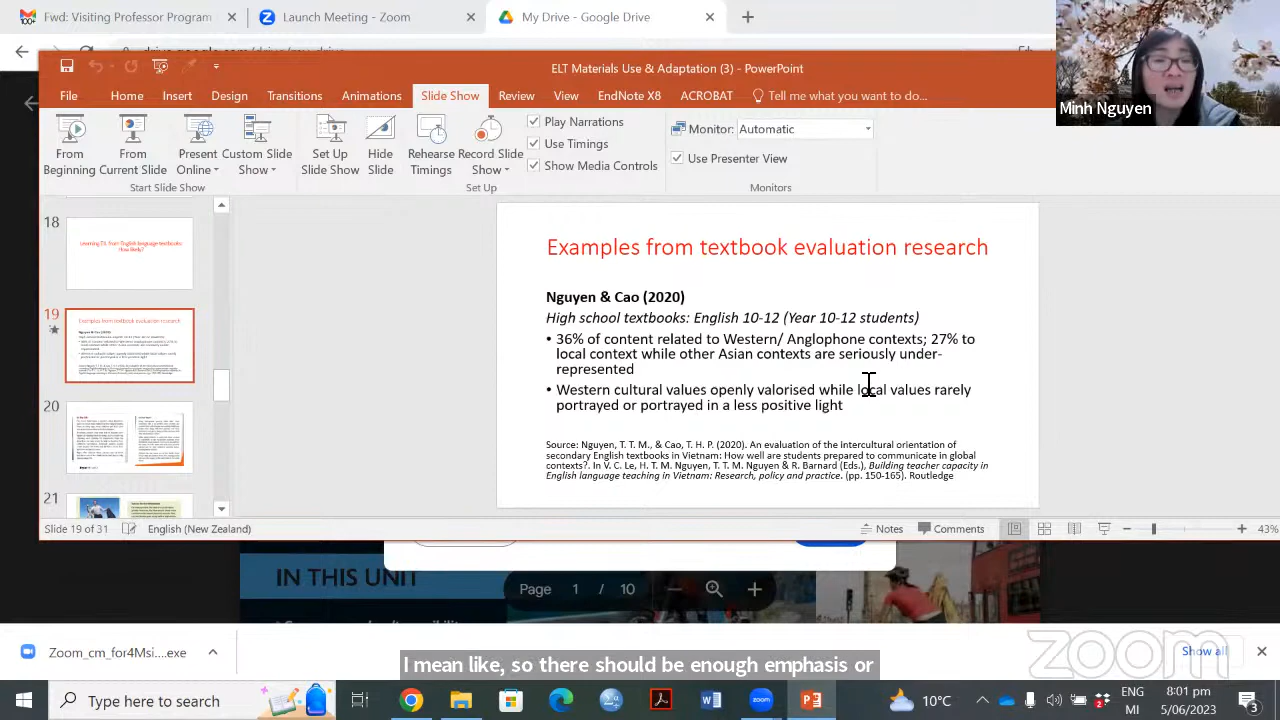 Fwd: Visiting Professor Program
Launch Meeting - Zoom
My Drive - Google Drive
ELT Materials Use & Adaptation (3) - PowerPoint
Minh Nguyen
File Home Insert Design Transitions Animations Slide Show Review View EndNote X8 ACROBAT Tell me what you want to do...
From Beginning
From Current Slide
Present Online
Custom Slide Show
Set Up Slide Show
Hide Slide
Rehearse Timings
Record Slide Show
Play Narrations
Use Timings
Show Media Controls
Monitor: Automatic
Use Presenter View
Start Slide Show
Set Up
Monitors
18
19
20
21
Examples from textbook evaluation research
Nguyen & Cao (2020)
High school textbooks: English 10-12 (Year 10-12 students)
• 36% of content related to Western/ Anglophone contexts; 27% to
local context while other Asian contexts are seriously under-
represented
• Western cultural values openly valorised while local values rarely
portrayed or portrayed in a less positive light
Source: Nguyen, T. T. M., & Cao, T. H. P. (2020). An evaluation of the intercultural orientation of
secondary English textbooks in Vietnam: How well are students prepared to communicate in global
contexts?. In V. C. Le, H. T. M. Nguyen, T. T. M. Nguyen & R. Barnard (Eds.), Building teacher capacity in
English language teaching in Vietnam: Research, policy and practice. (pp. 150-165). Routledge
Slide 19 of 31 English (New Zealand) Notes Comments 43%
IN THIS UNIT
Page 1 / 10
Zoom_cm_for4Msi....exe
I mean like, so there should be enough emphasis or
zoom
Show all
Type here to search
zoom
10°C
ENG
MI
8:01 pm
5/06/2023
3